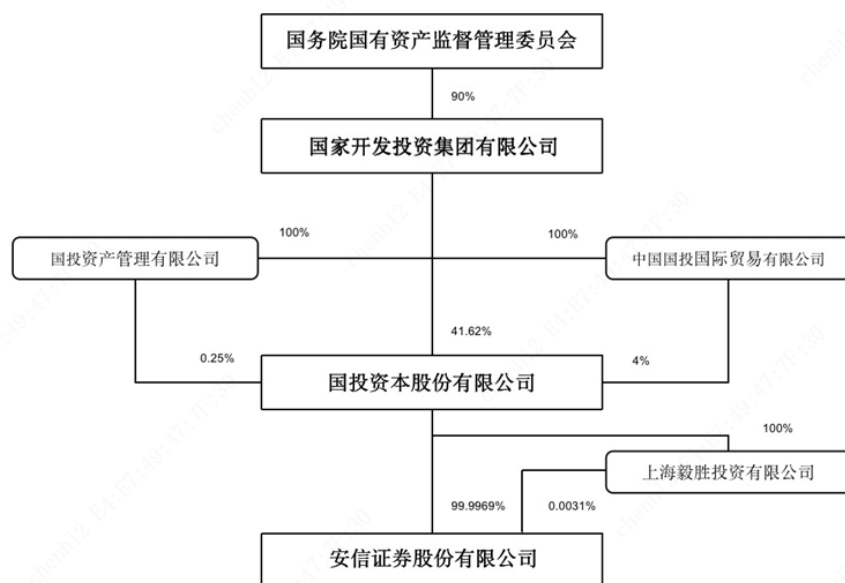 国务院国有资产监督管理委员会
90%
国家开发投资集团有限公司
100%
100%
国投资产管理有限公司
中国国投国际贸易有限公司
41.62%
0.25%
4%
国投资本股份有限公司
100%
上海毅胜投资有限公司
99.9969%
0.0031%
安信证券股份有限公司